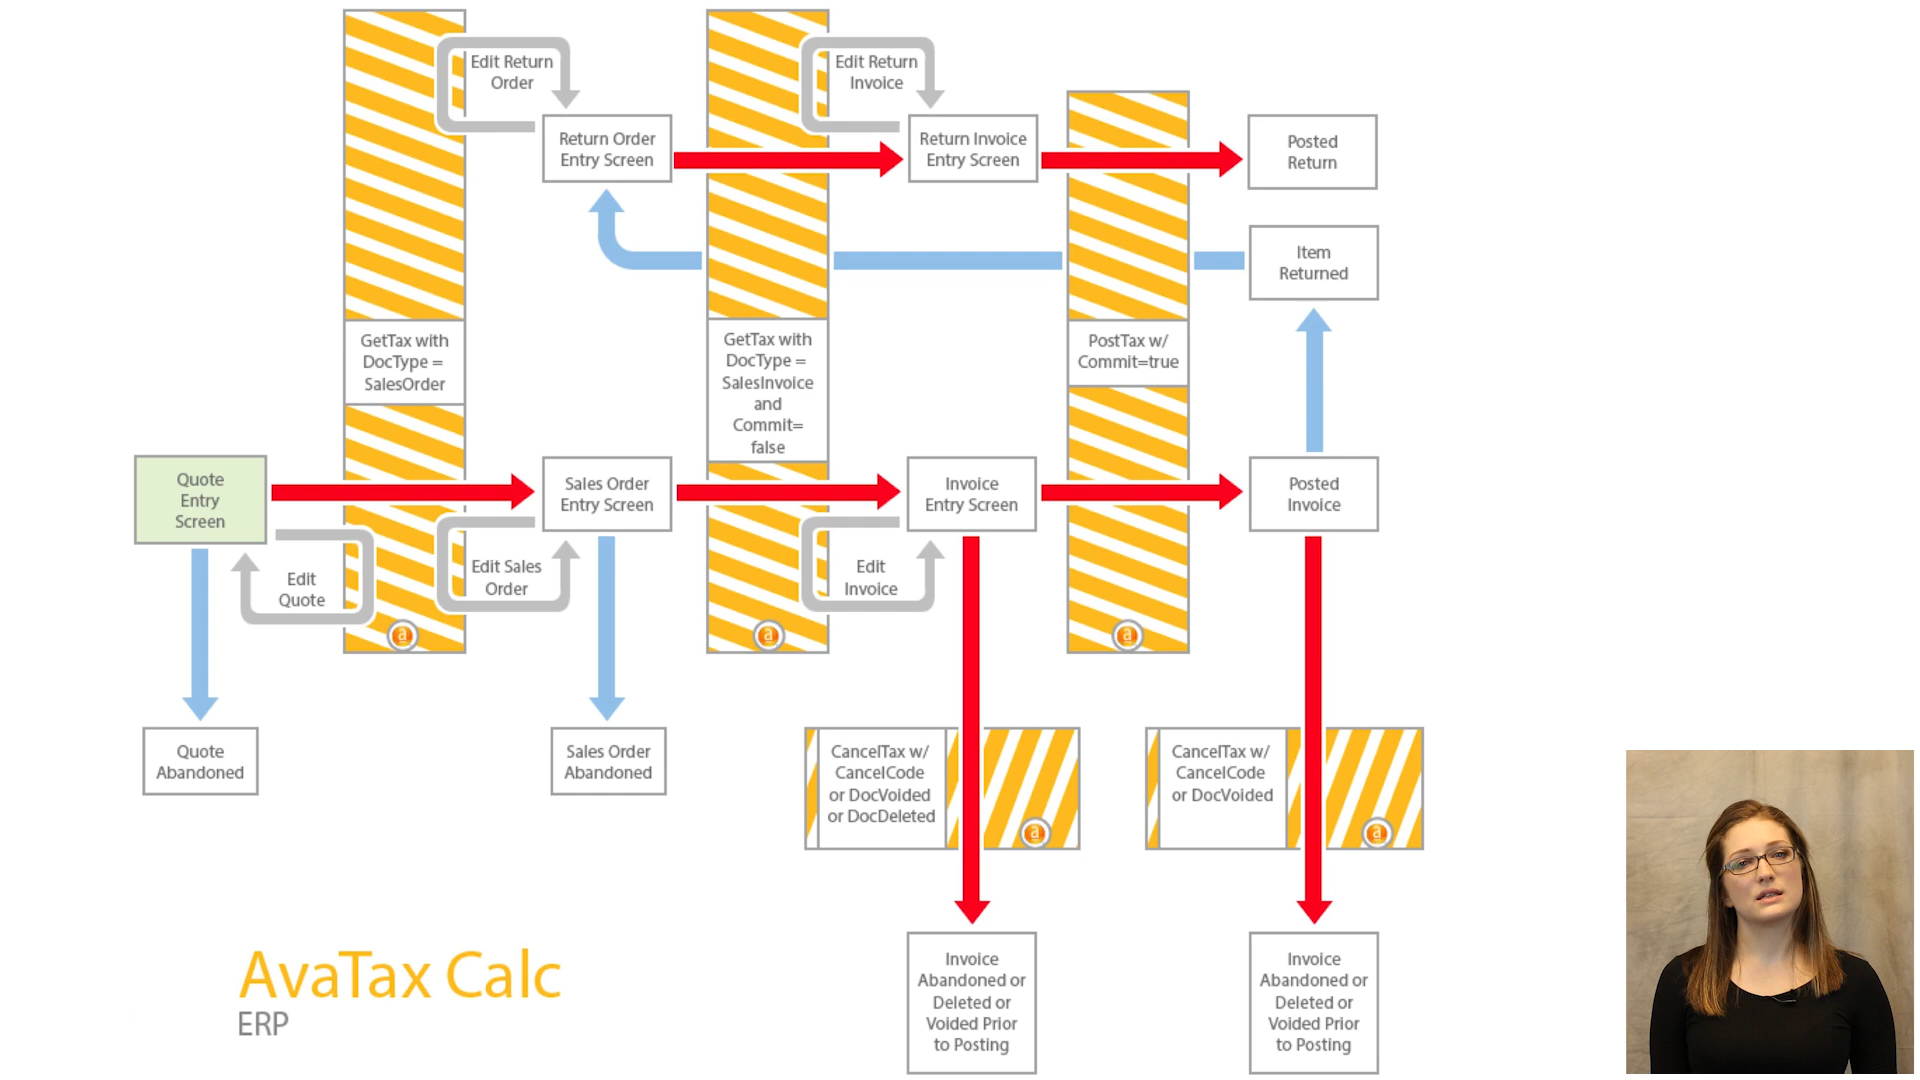 Edit Return
Order
Edit Return
Invoice
Return Order
Entry Screen
Return Invoice
Entry Screen
Posted
Return
Item
Returned
GetTax with
DocType =
SalesOrder
GetTax with
DocType =
SalesInvoice
and
Commit=
false
PostTax w/
Commit=true
Quote
Entry
Screen
Sales Order
Entry Screen
Invoice
Entry Screen
Posted
Invoice
Edit
Quote
Edit Sales
Order
Edit
Invoice
a
a
a
Quote
Abandoned
Sales Order
Abandoned
CancelTax w/
CancelCode
or DocVoided
or DocDeleted
a
CancelTax w/
CancelCode
or DocVoided
a
Invoice
Abandoned or
Deleted or
Voided Prior
to Posting
Invoice
Abandoned or
Deleted or
Voided Prior
to Posting
AvaTax Calc
ERP